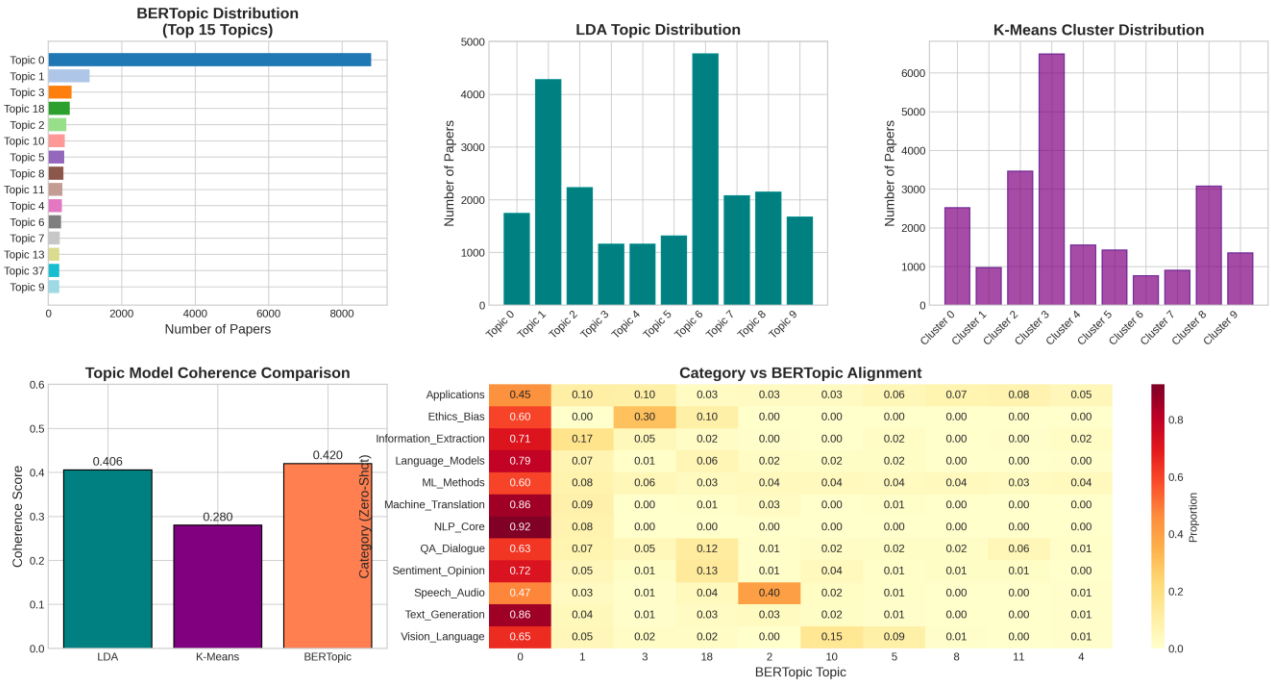 BERTopic Distribution
(Top 15 Topics)
Topic 0
Topic 1
Topic 3
Topic 18
Topic 2
Topic 10
Topic 5
Topic 8
Topic 11
Topic 4
Topic 6
Topic 7
Topic 13
Topic 37
Topic 9
0 2000 4000 6000 8000
Number of Papers
LDA Topic Distribution
Number of Papers
5000
4000
3000
2000
1000
0
Topic 0 Topic 1 Topic 2 Topic 3 Topic 4 Topic 5 Topic 6 Topic 7 Topic 8 Topic 9
K-Means Cluster Distribution
Number of Papers
6000
5000
4000
3000
2000
1000
0
Cluster 0 Cluster 1 Cluster 2 Cluster 3 Cluster 4 Cluster 5 Cluster 6 Cluster 7 Cluster 8 Cluster 9
Topic Model Coherence Comparison
Coherence Score
0.6
0.5
0.4
0.3
0.2
0.1
0.0
0.406 0.280 0.420
LDA K-Means BERTopic
Category vs BERTopic Alignment
Category (Zero-Shot)
Applications 0.45 0.10 0.10 0.03 0.03 0.03 0.06 0.07 0.08 0.05
Ethics_Bias 0.60 0.00 0.30 0.10 0.00 0.00 0.00 0.00 0.00 0.00
Information_Extraction 0.71 0.17 0.05 0.02 0.00 0.00 0.02 0.00 0.00 0.02
Language_Models 0.79 0.07 0.01 0.06 0.02 0.02 0.02 0.00 0.00 0.00
ML_Methods 0.60 0.08 0.06 0.03 0.04 0.04 0.04 0.04 0.03 0.04
Machine_Translation 0.86 0.09 0.00 0.01 0.03 0.00 0.01 0.00 0.00 0.00
NLP_Core 0.92 0.08 0.00 0.00 0.00 0.00 0.00 0.00 0.00 0.00
QA_Dialogue 0.63 0.07 0.05 0.12 0.01 0.02 0.02 0.02 0.06 0.01
Sentiment_Opinion 0.72 0.05 0.01 0.13 0.01 0.04 0.01 0.01 0.01 0.00
Speech_Audio 0.47 0.03 0.01 0.04 0.40 0.02 0.01 0.00 0.00 0.01
Text_Generation 0.86 0.04 0.01 0.03 0.03 0.02 0.01 0.00 0.00 0.01
Vision_Language 0.65 0.05 0.02 0.02 0.00 0.15 0.09 0.01 0.00 0.01
0 1 3 18 2 10 5 8 11 4
BERTopic Topic
0.8
0.6
0.4
0.2
0.0
Proportion